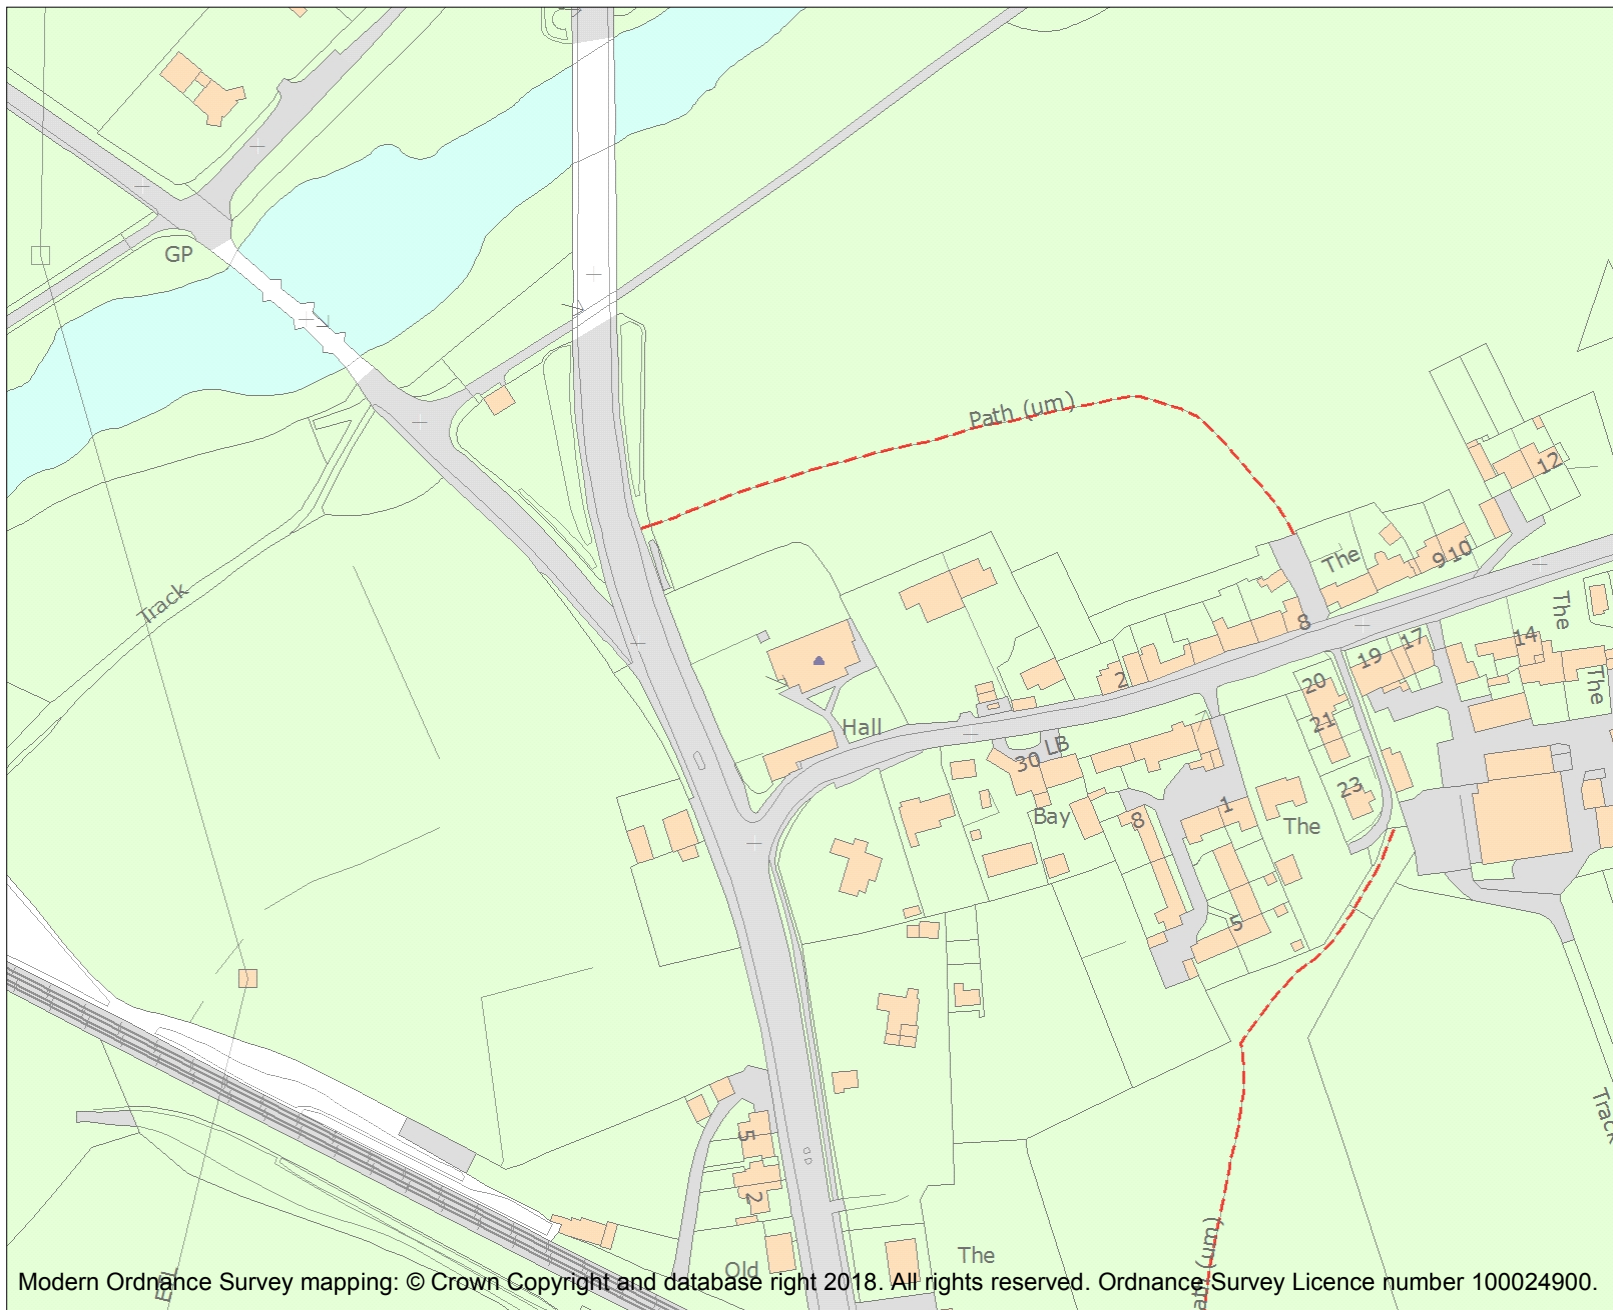 GP
Path (um)
12
Track
The
9 10
8
The
14
17
19
20
The
2
21
Hall
LB
30
23
1
8
Bay
The
5
Track
5
2
Path (um)
The
Old
ETL
Modern Ordnance Survey mapping: © Crown Copyright and database right 2018. All rights reserved. Ordnance Survey Licence number 100024900.